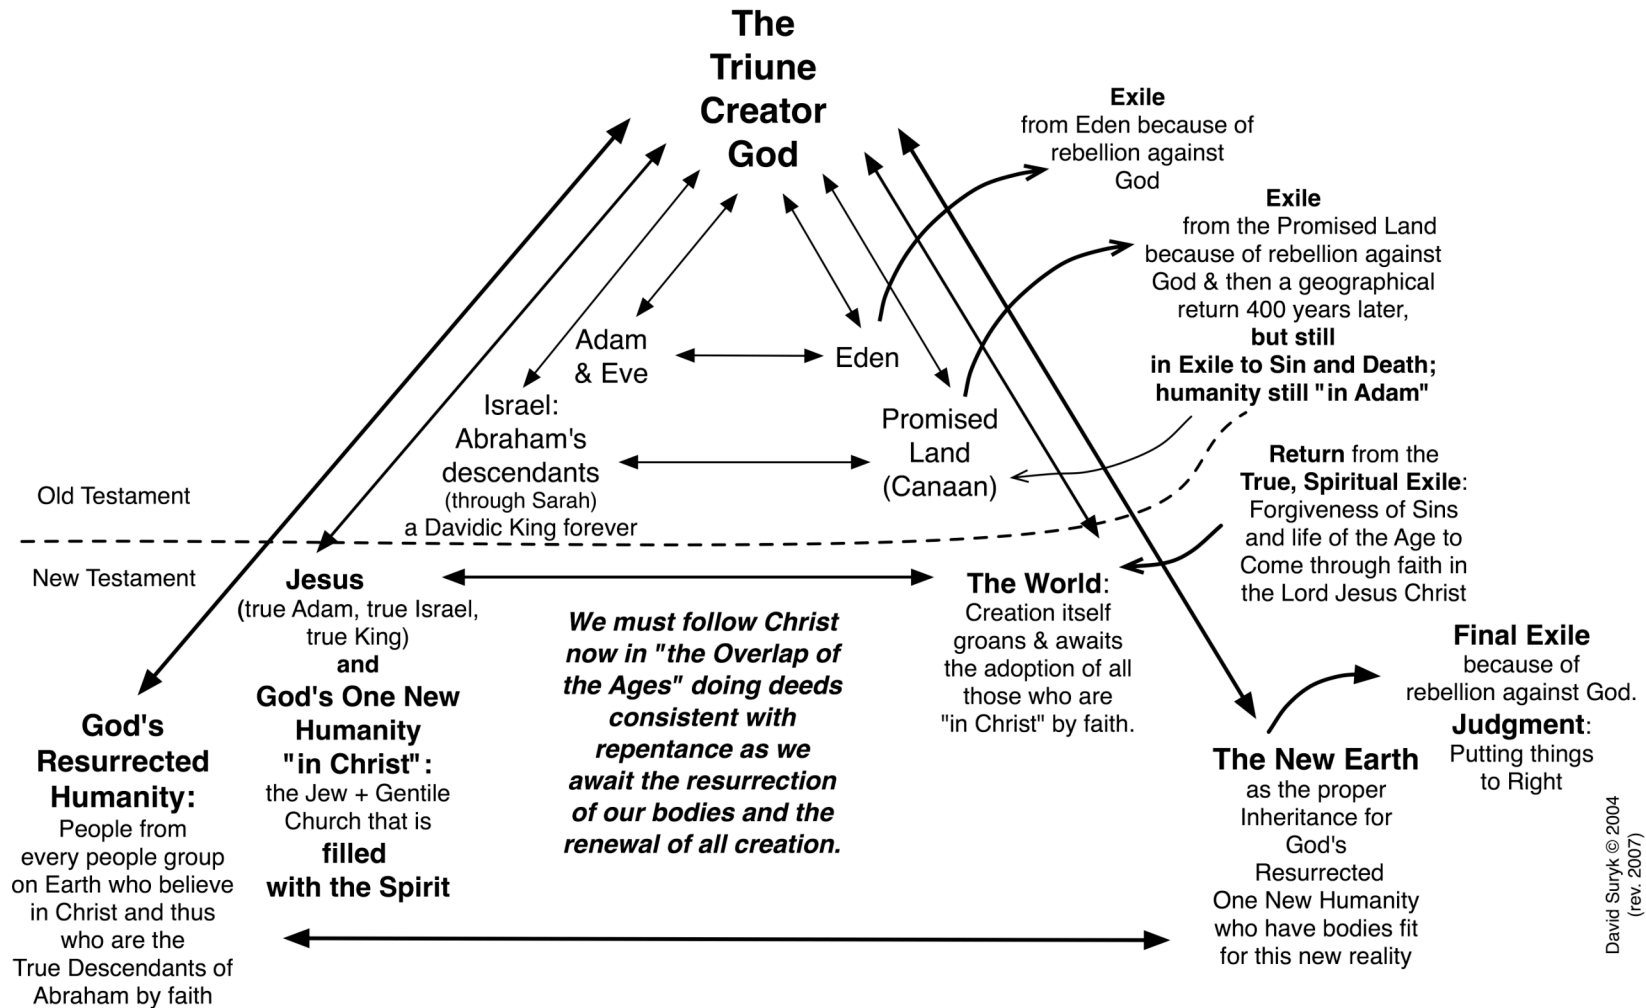 The
Triune
Creator
God
Exile
from Eden because of
rebellion against
God
Exile
from the Promised Land
because of rebellion against
God & then a geographical
return 400 years later,
but still
in Exile to Sin and Death;
humanity still "in Adam"
Adam
& Eve
Eden
Israel:
Abraham's
descendants
(through Sarah)
a Davidic King forever
Promised
Land
(Canaan)
Return from the
True, Spiritual Exile:
Forgiveness of Sins
and life of the Age to
Come through faith in
the Lord Jesus Christ
Old Testament
New Testament
Jesus
(true Adam, true Israel,
true King)
and
God's One New
Humanity
"in Christ":
the Jew + Gentile
Church that is
filled
with the Spirit
We must follow Christ
now in "the Overlap of
the Ages" doing deeds
consistent with
repentance as we
await the resurrection
of our bodies and the
renewal of all creation.
The World:
Creation itself
groans & awaits
the adoption of all
those who are
"in Christ" by faith.
Final Exile
because of
rebellion against God.
Judgment:
Putting things
to Right
God's
Resurrected
Humanity:
People from
every people group
on Earth who believe
in Christ and thus
who are the
True Descendants of
Abraham by faith
The New Earth
as the proper
Inheritance for
God's
Resurrected
One New Humanity
who have bodies fit
for this new reality
David Suryk © 2004
(rev. 2007)